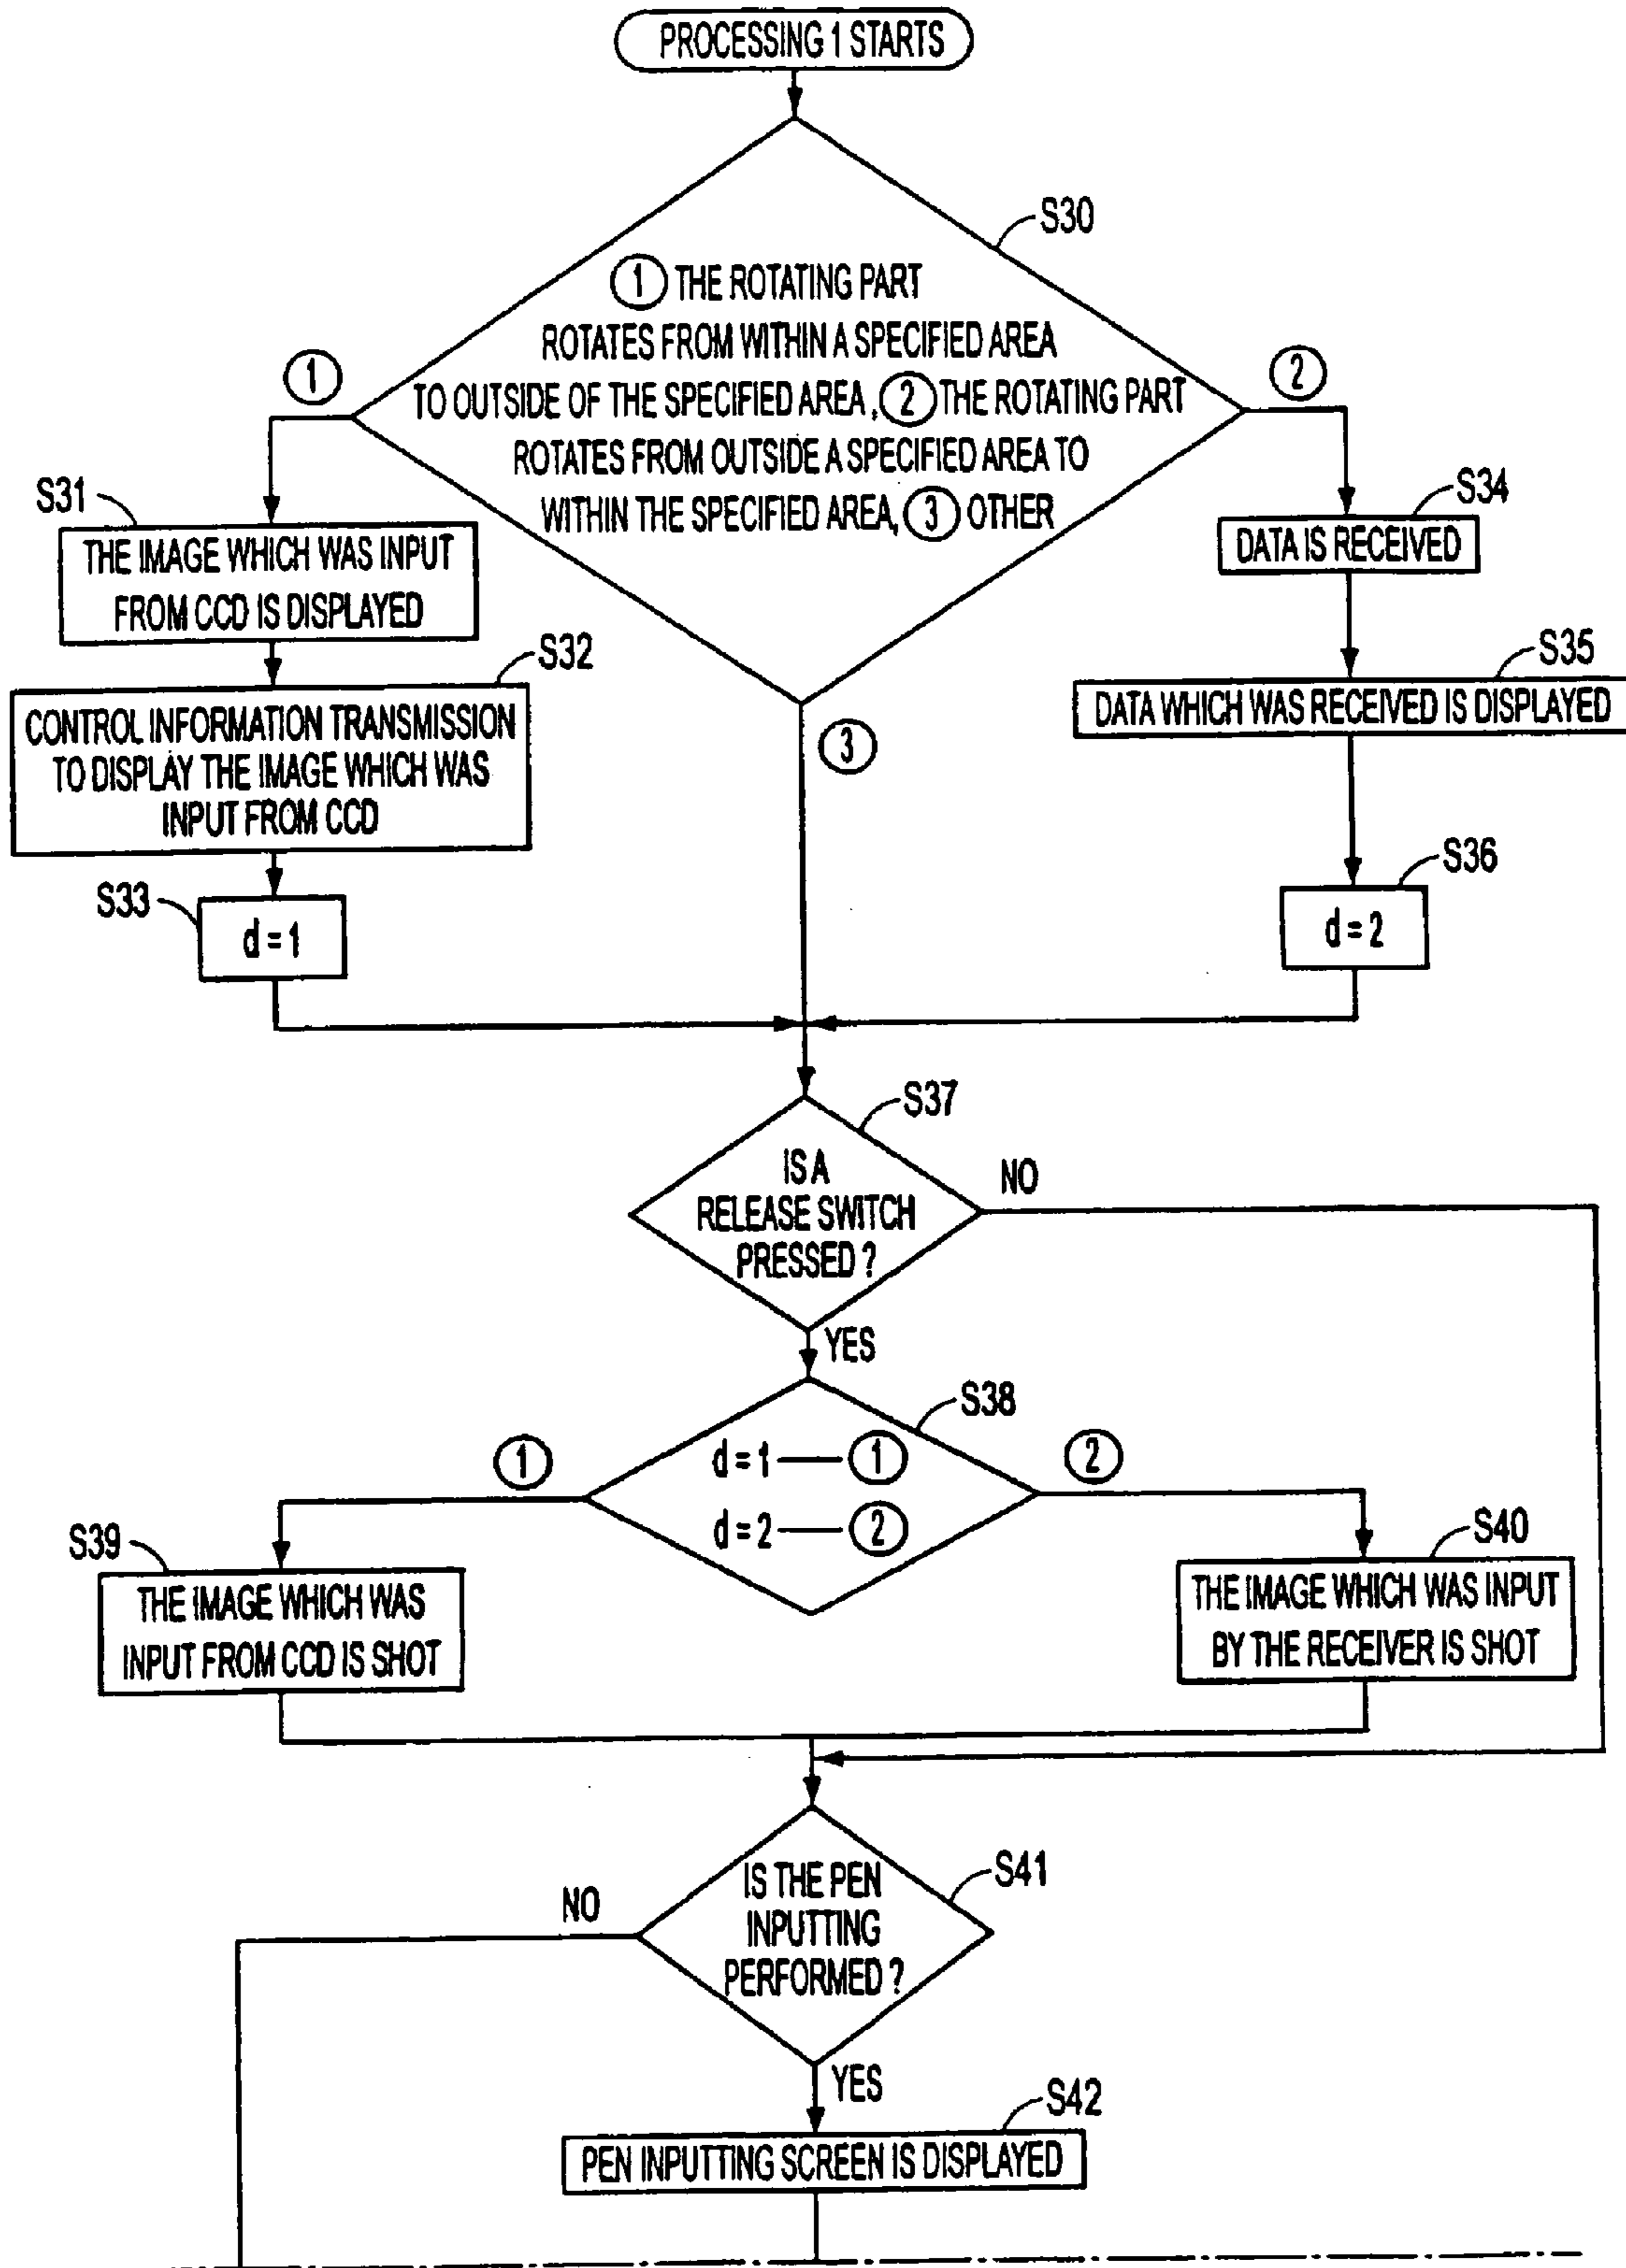 PROCESSING 1 STARTS
S30
1 THE ROTATING PART
ROTATES FROM WITHIN A SPECIFIED AREA
TO OUTSIDE OF THE SPECIFIED AREA, 2 THE ROTATING PART
ROTATES FROM OUTSIDE A SPECIFIED AREA TO
WITHIN THE SPECIFIED AREA, 3 OTHER
1
2
3
S31
THE IMAGE WHICH WAS INPUT
FROM CCD IS DISPLAYED
S32
CONTROL INFORMATION TRANSMISSION
TO DISPLAY THE IMAGE WHICH WAS
INPUT FROM CCD
S33
d = 1
S34
DATA IS RECEIVED
S35
DATA WHICH WAS RECEIVED IS DISPLAYED
S36
d = 2
S37
IS A
RELEASE SWITCH
PRESSED ?
NO
YES
S38
d = 1 — 1
d = 2 — 2
1
2
S39
THE IMAGE WHICH WAS
INPUT FROM CCD IS SHOT
S40
THE IMAGE WHICH WAS INPUT
BY THE RECEIVER IS SHOT
S41
IS THE PEN
INPUTTING
PERFORMED ?
NO
YES
S42
PEN INPUTTING SCREEN IS DISPLAYED